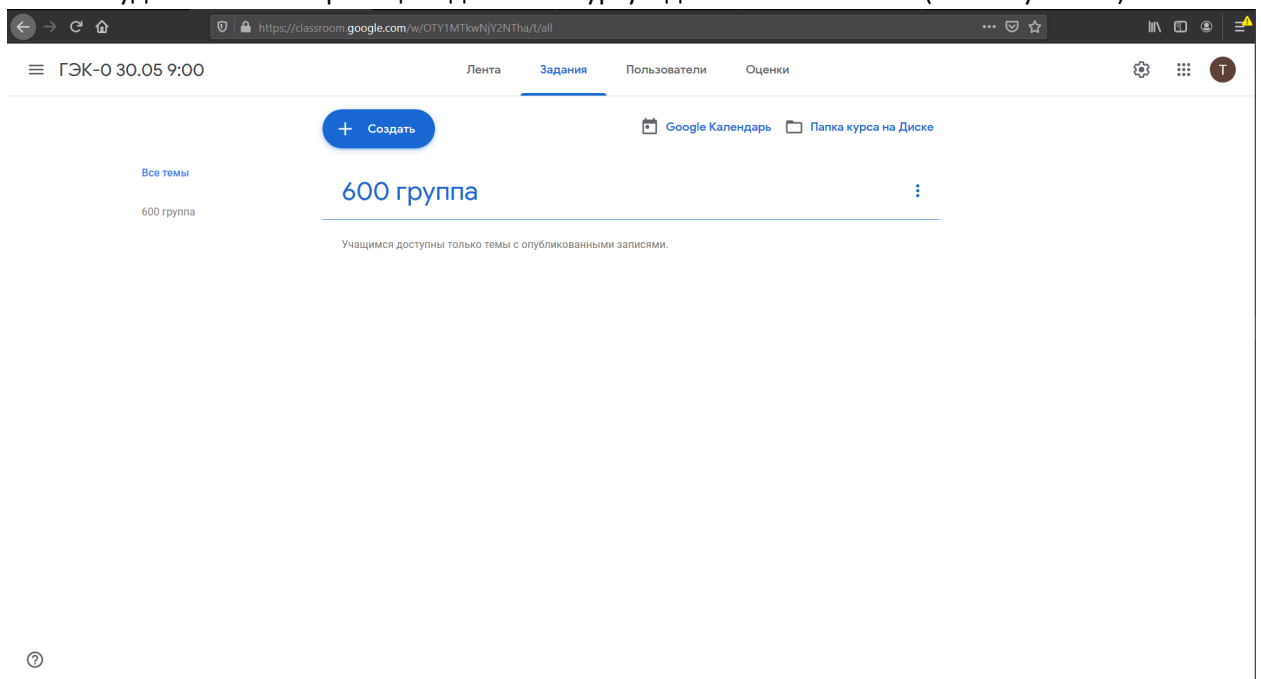 https://classroom.google.com/w/OTY1MTkwNjY2NTha/t/all
ГЭК-0 30.05 9:00
Лента Задания Пользователи Оценки
T
Создать
Google Календарь Папка курса на Диске
Все темы
600 группа
600 группа
Учащимся доступны только темы с опубликованными записями.